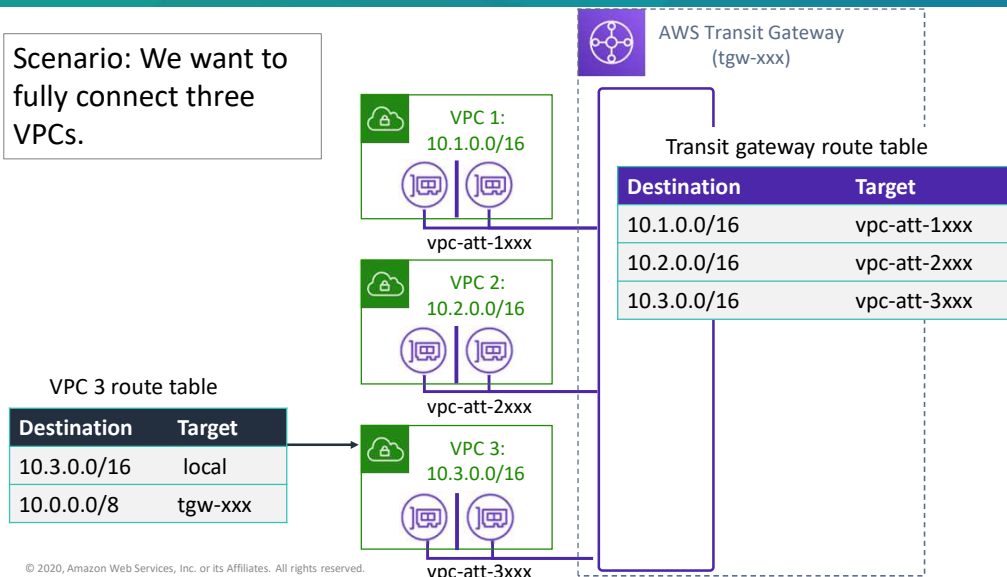 Scenario: We want to
fully connect three
VPCs.
AWS Transit Gateway
(tgw-xxx)
VPC 1:
10.1.0.0/16
vpc-att-1xxx
Transit gateway route table
Destination Target
10.1.0.0/16 vpc-att-1xxx
10.2.0.0/16 vpc-att-2xxx
10.3.0.0/16 vpc-att-3xxx
VPC 2:
10.2.0.0/16
vpc-att-2xxx
VPC 3 route table
Destination Target
10.3.0.0/16 local
10.0.0.0/8 tgw-xxx
VPC 3:
10.3.0.0/16
vpc-att-3xxx
© 2020, Amazon Web Services, Inc. or its Affiliates. All rights reserved.